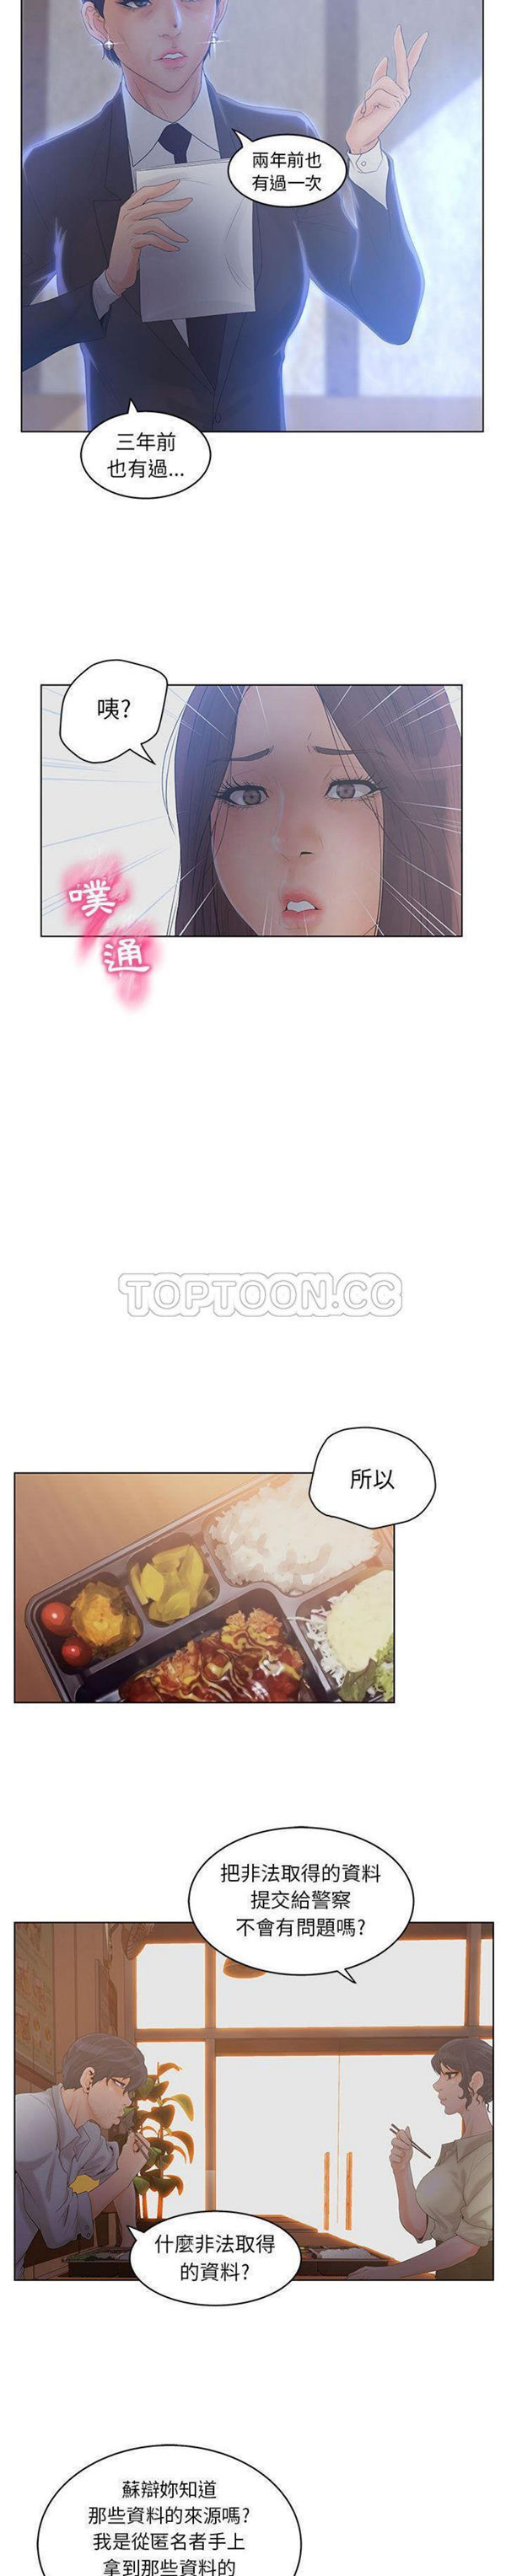 兩年前也
有過一次
三年前
也有過...
咦?
噗
通
TOPTOON.CC
所以
把非法取得的資料
提交給警察
不會有問題嗎?
什麼非法取得
的資料?
蘇辯妳知道
那些資料的來源嗎?
我是從匿名者手上
拿到那些資料的